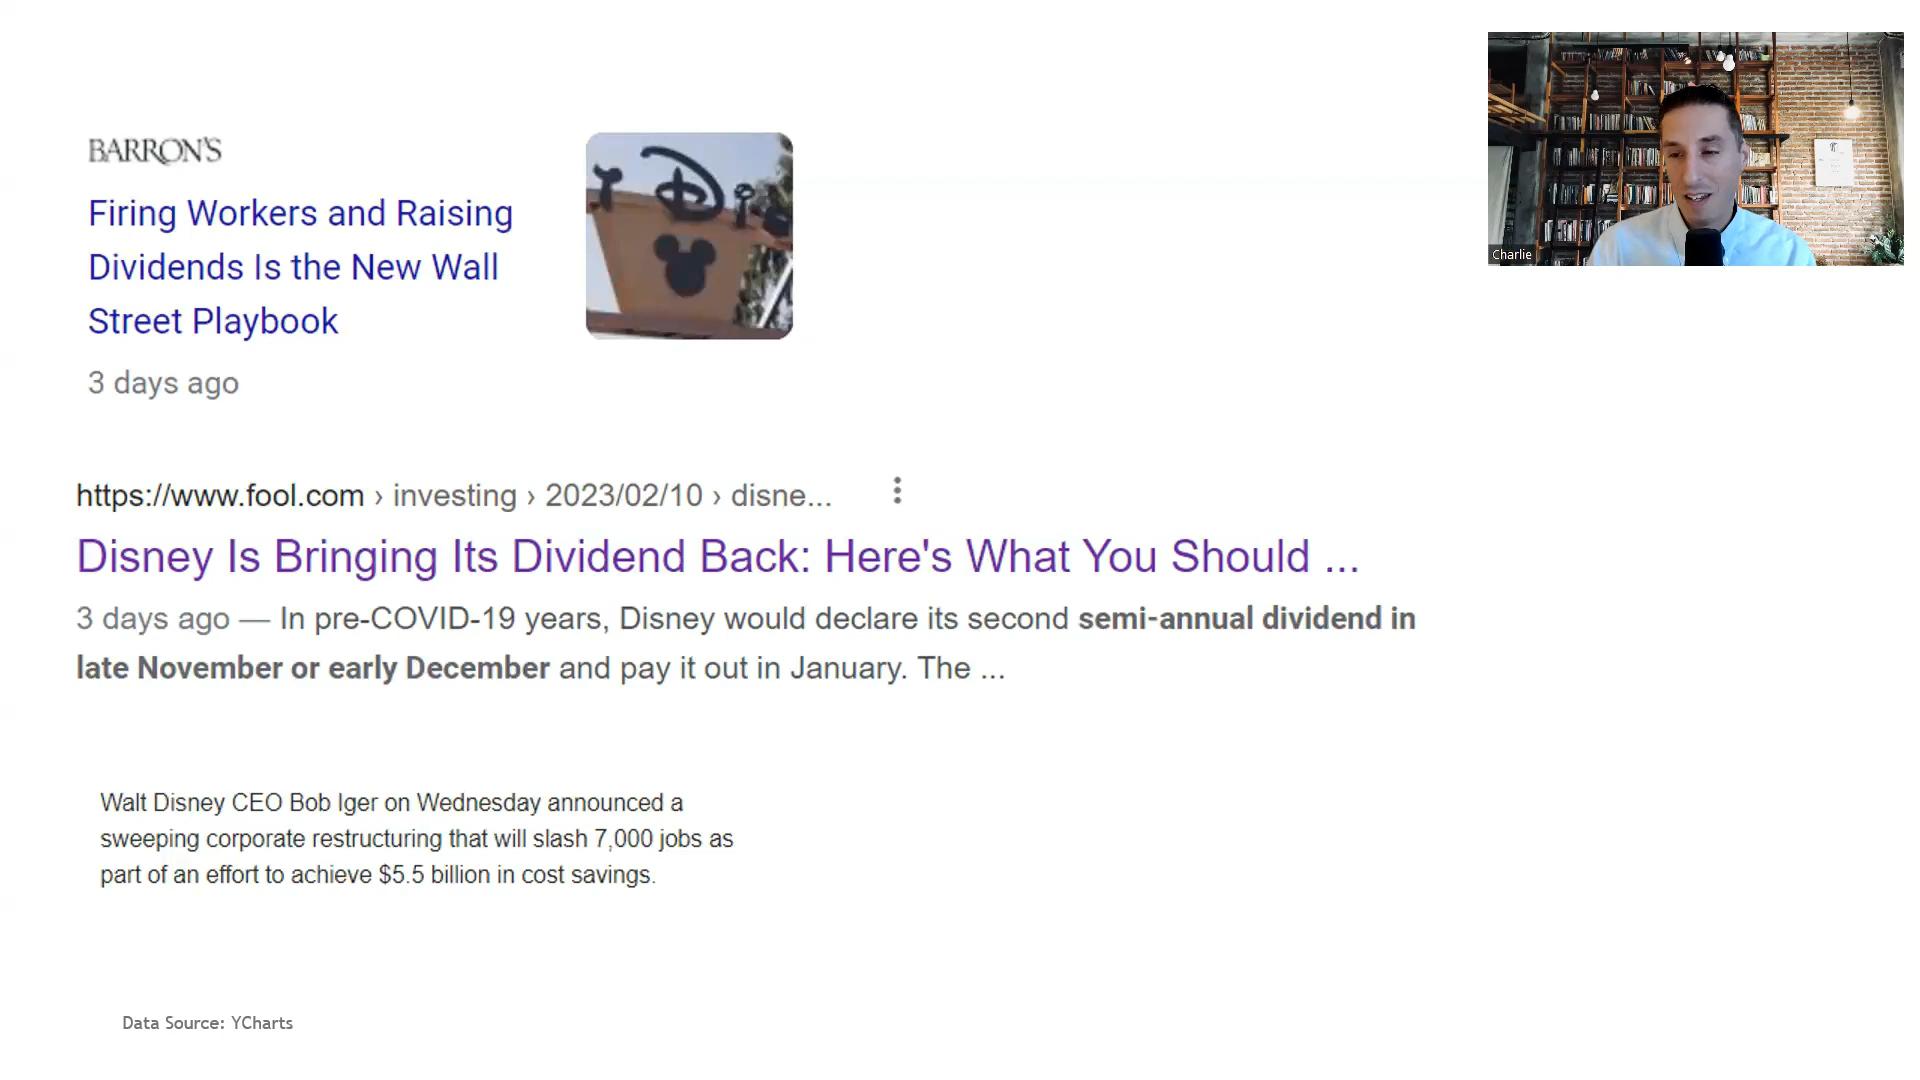 BARRON'S
Firing Workers and Raising
Dividends Is the New Wall
Street Playbook
3 days ago
Charlie
https://www.fool.com › investing › 2023/02/10 › disne...
Disney Is Bringing Its Dividend Back: Here's What You Should ...
3 days ago — In pre-COVID-19 years, Disney would declare its second semi-annual dividend in
late November or early December and pay it out in January. The ...
Walt Disney CEO Bob Iger on Wednesday announced a
sweeping corporate restructuring that will slash 7,000 jobs as
part of an effort to achieve $5.5 billion in cost savings.
Data Source: YCharts